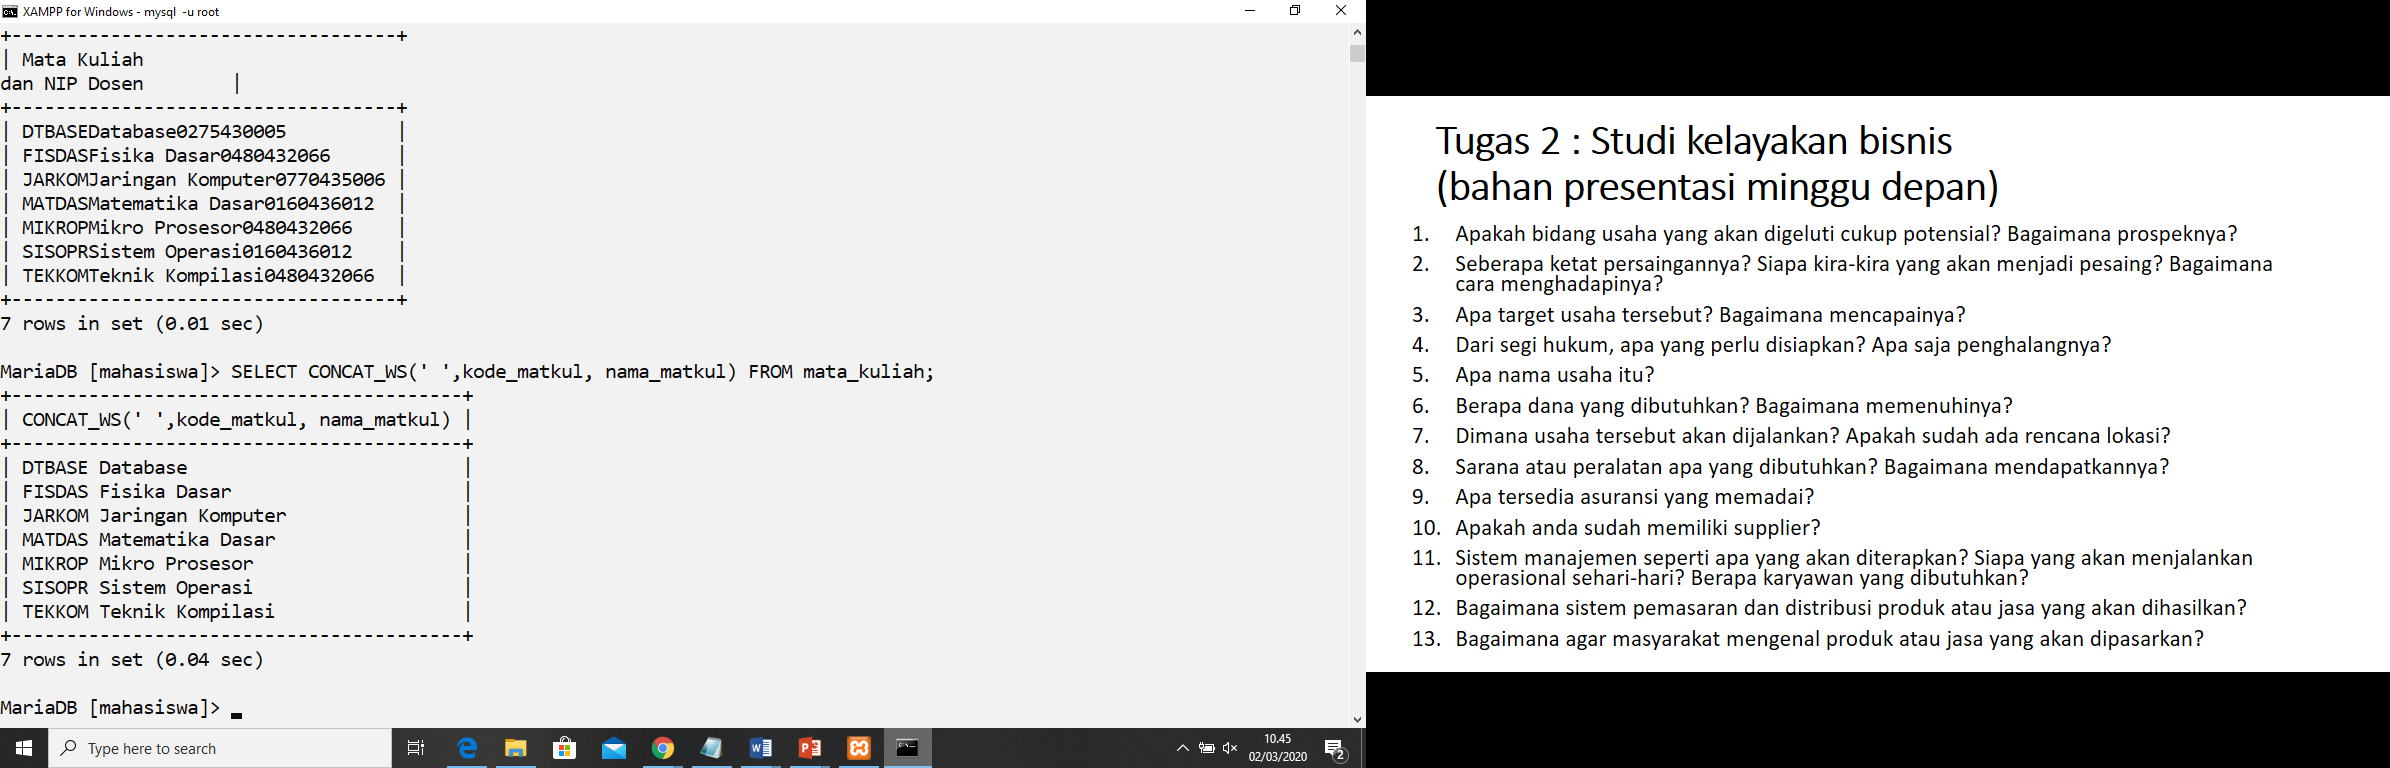 XAMPP for Windows - mysql  -u root
+-----------------------------------+
| Mata Kuliah
dan NIP Dosen        |
+-----------------------------------+
| DTBASEDatabase0275430005          |
| FISDASFisika Dasar0480432066      |
| JARKOMJaringan Komputer0770435006 |
| MATDASMatematika Dasar0160436012  |
| MIKROPMikro Prosesor0480432066    |
| SISOPRSistem Operasi0160436012    |
| TEKKOMTeknik Kompilasi0480432066  |
+-----------------------------------+
7 rows in set (0.01 sec)
MariaDB [mahasiswa]> SELECT CONCAT_WS(' ',kode_matkul, nama_matkul) FROM mata_kuliah;
+-----------------------------------------+
| CONCAT_WS(' ',kode_matkul, nama_matkul) |
+-----------------------------------------+
| DTBASE Database                         |
| FISDAS Fisika Dasar                     |
| JARKOM Jaringan Komputer                |
| MATDAS Matematika Dasar                 |
| MIKROP Mikro Prosesor                   |
| SISOPR Sistem Operasi                   |
| TEKKOM Teknik Kompilasi                 |
+-----------------------------------------+
7 rows in set (0.04 sec)
MariaDB [mahasiswa]> _
Type here to search
10.45
02/03/2020
2
Tugas 2 : Studi kelayakan bisnis
(bahan presentasi minggu depan)
1. Apakah bidang usaha yang akan digeluti cukup potensial? Bagaimana prospeknya?
2. Seberapa ketat persaingannya? Siapa kira-kira yang akan menjadi pesaing? Bagaimana
cara menghadapinya?
3. Apa target usaha tersebut? Bagaimana mencapainya?
4. Dari segi hukum, apa yang perlu disiapkan? Apa saja penghalangnya?
5. Apa nama usaha itu?
6. Berapa dana yang dibutuhkan? Bagaimana memenuhinya?
7. Dimana usaha tersebut akan dijalankan? Apakah sudah ada rencana lokasi?
8. Sarana atau peralatan apa yang dibutuhkan? Bagaimana mendapatkannya?
9. Apa tersedia asuransi yang memadai?
10. Apakah anda sudah memiliki supplier?
11. Sistem manajemen seperti apa yang akan diterapkan? Siapa yang akan menjalankan
operasional sehari-hari? Berapa karyawan yang dibutuhkan?
12. Bagaimana sistem pemasaran dan distribusi produk atau jasa yang akan dihasilkan?
13. Bagaimana agar masyarakat mengenal produk atau jasa yang akan dipasarkan?